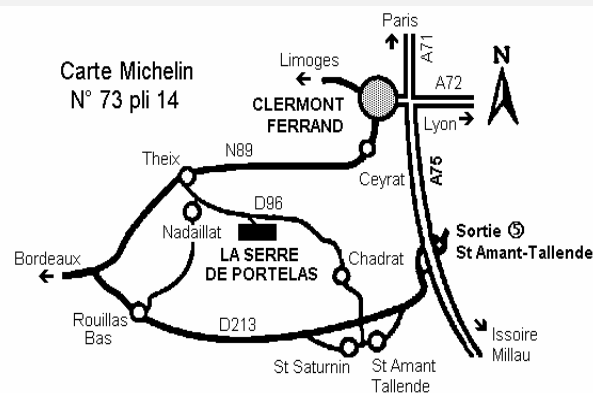 Paris
A71
Limoges
N
Carte Michelin
N° 73 pli 14
A72
CLERMONT
FERRAND
Lyon
N89
Theix
Ceyrat
A75
D96
Nadaillat
Sortie ⑤
St Amant-Tallende
LA SERRE
DE PORTELAS
Chadrat
Bordeaux
Rouillas
Bas
D213
Issoire
Millau
St Saturnin
St Amant
Tallende